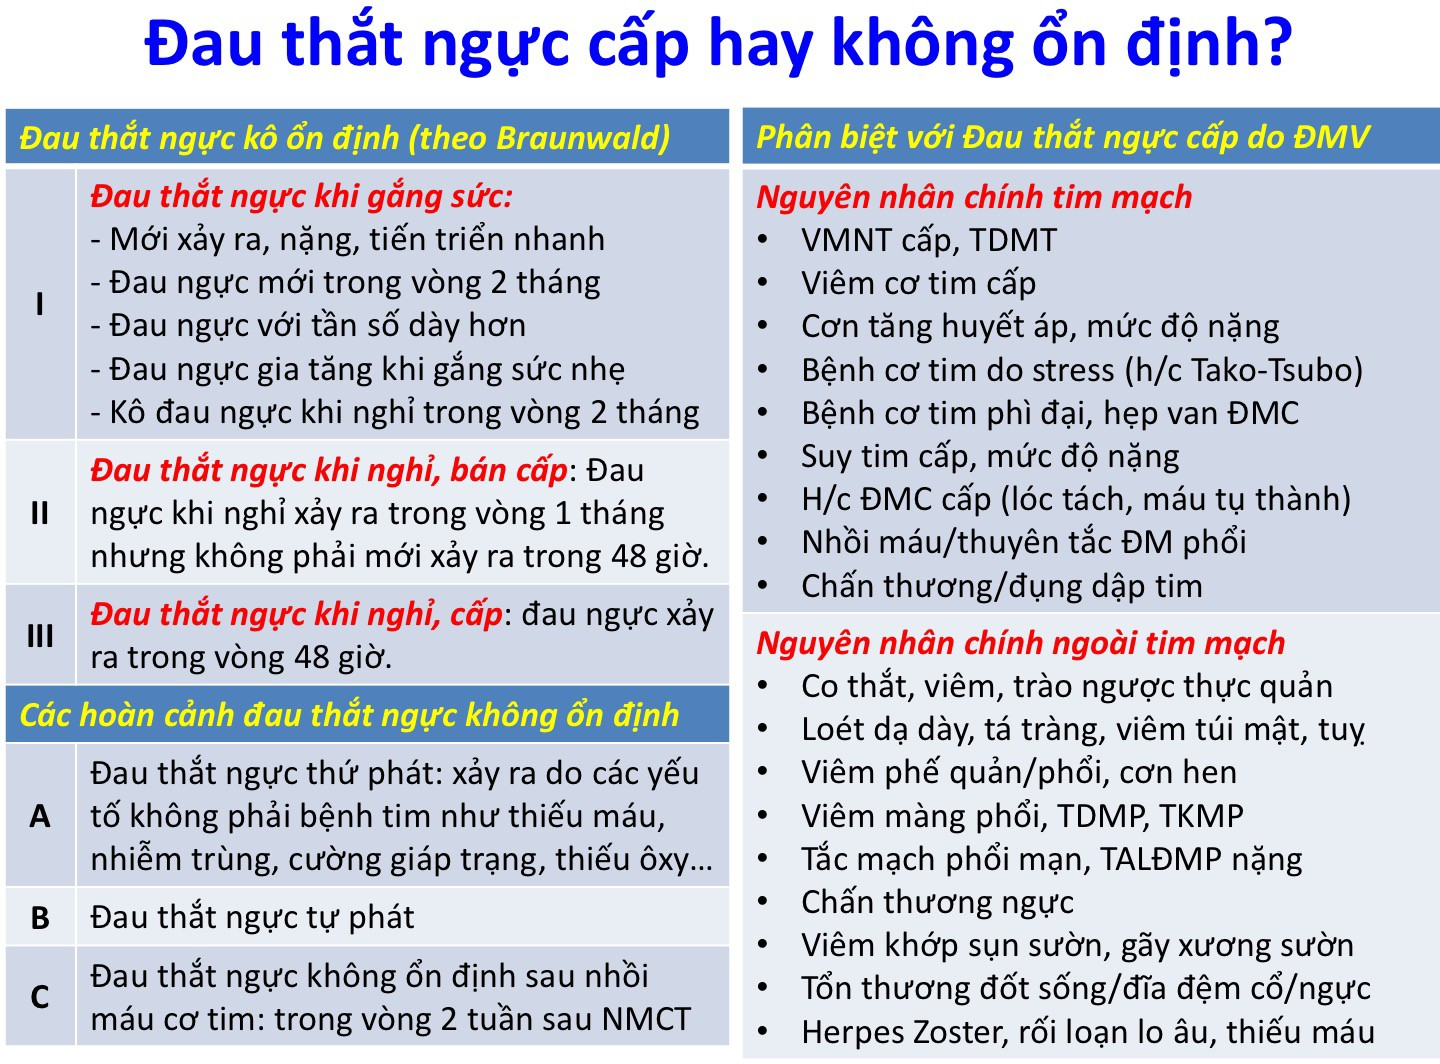 Đau thắt ngực cấp hay không ổn định?
Đau thắt ngực kô ổn định (theo Braunwald)
I
Đau thắt ngực khi gắng sức:
- Mới xảy ra, nặng, tiến triển nhanh
- Đau ngực mới trong vòng 2 tháng
- Đau ngực với tần số dày hơn
- Đau ngực gia tăng khi gắng sức nhẹ
- Kô đau ngực khi nghỉ trong vòng 2 tháng
II
Đau thắt ngực khi nghỉ, bán cấp: Đau
ngực khi nghỉ xảy ra trong vòng 1 tháng
nhưng không phải mới xảy ra trong 48 giờ.
III
Đau thắt ngực khi nghỉ, cấp: đau ngực xảy
ra trong vòng 48 giờ.
Các hoàn cảnh đau thắt ngực không ổn định
A
Đau thắt ngực thứ phát: xảy ra do các yếu
tố không phải bệnh tim như thiếu máu,
nhiễm trùng, cường giáp trạng, thiếu ôxy...
B
Đau thắt ngực tự phát
C
Đau thắt ngực không ổn định sau nhồi
máu cơ tim: trong vòng 2 tuần sau NMCT
Phân biệt với Đau thắt ngực cấp do ĐMV
Nguyên nhân chính tim mạch
• VMNT cấp, TDMT
• Viêm cơ tim cấp
• Cơn tăng huyết áp, mức độ nặng
• Bệnh cơ tim do stress (h/c Tako-Tsubo)
• Bệnh cơ tim phì đại, hẹp van ĐMC
• Suy tim cấp, mức độ nặng
• H/c ĐMC cấp (lóc tách, máu tụ thành)
• Nhồi máu/thuyên tắc ĐM phổi
• Chấn thương/đụng dập tim
Nguyên nhân chính ngoài tim mạch
• Co thắt, viêm, trào ngược thực quản
• Loét dạ dày, tá tràng, viêm túi mật, tuỵ
• Viêm phế quản/phổi, cơn hen
• Viêm màng phổi, TDMP, TKMP
• Tắc mạch phổi mạn, TALĐMP nặng
• Chấn thương ngực
• Viêm khớp sụn sườn, gãy xương sườn
• Tổn thương đốt sống/đĩa đệm cổ/ngực
• Herpes Zoster, rối loạn lo âu, thiếu máu